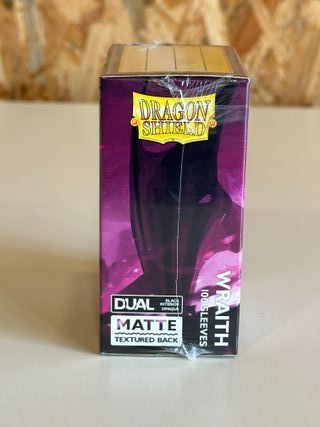 DRAGON
SHIELD
DUAL
BLACK
INTERIOR
OPAQUE
MATTE
TEXTURED BACK
WRAITH
100 SLEEVES